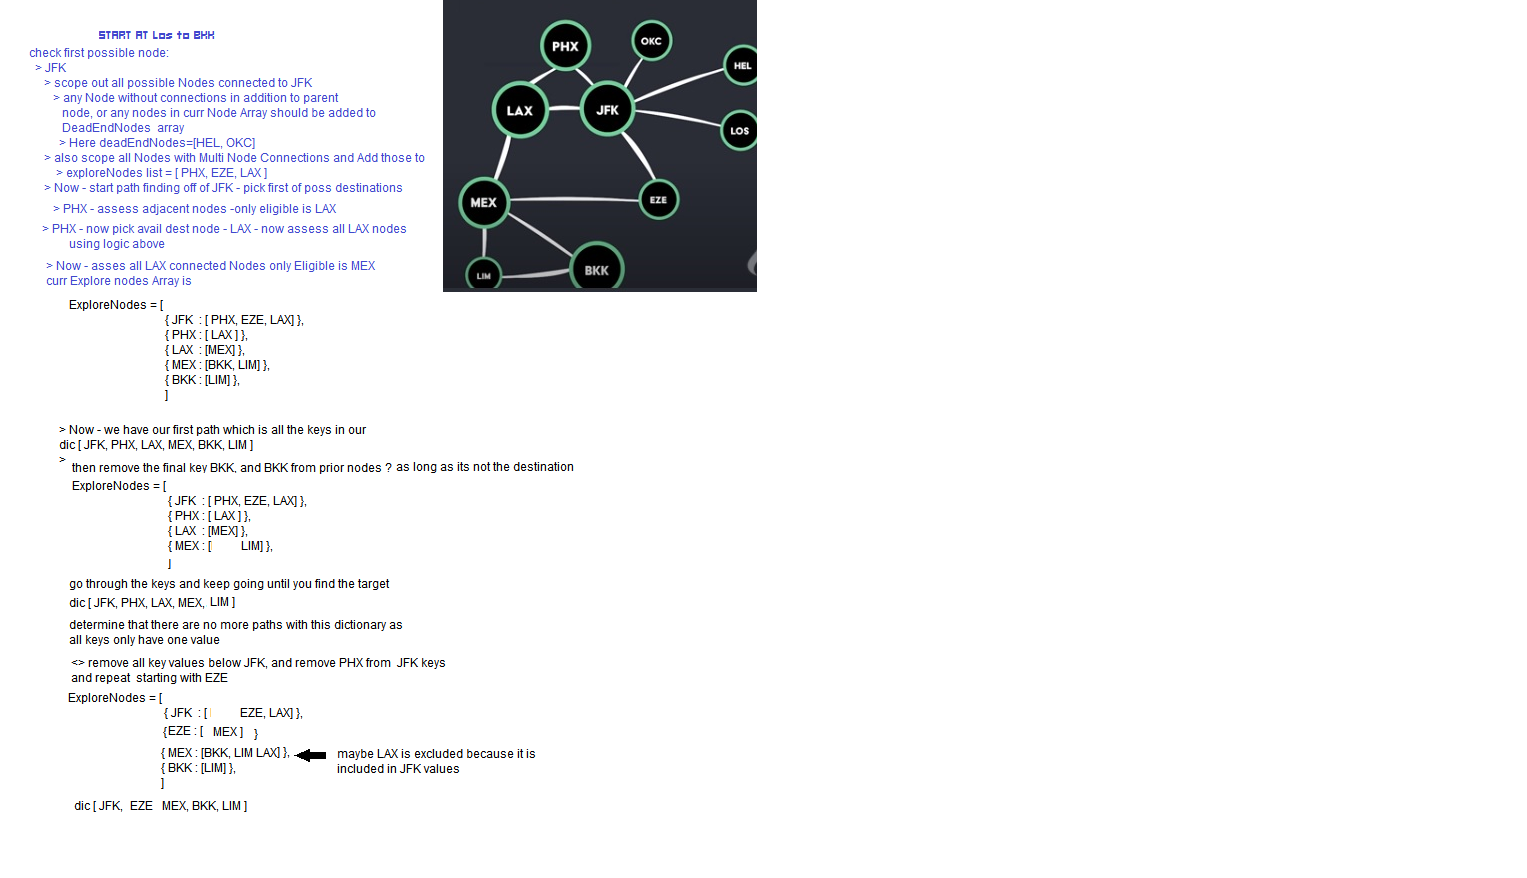 START AT Los to BKK
check first possible node:
> JFK
> scope out all possible Nodes connected to JFK
> any Node without connections in addition to parent
node, or any nodes in curr Node Array should be added to
DeadEndNodes array
> Here deadEndNodes=[HEL, OKC]
> also scope all Nodes with Multi Node Connections and Add those to
> exploreNodes list = [ PHX, EZE, LAX ]
> Now - start path finding off of JFK - pick first of poss destinations
> PHX - assess adjacent nodes -only eligible is LAX
> PHX - now pick avail dest node - LAX - now assess all LAX nodes
using logic above
> Now - asses all LAX connected Nodes only Eligible is MEX
curr Explore nodes Array is
PHX
OKC
HEL
LAX
JFK
LOS
MEX
EZE
LIM
BKK
ExploreNodes = [
{ JFK : [ PHX, EZE, LAX] },
{ PHX : [ LAX ] },
{ LAX : [MEX] },
{ MEX : [BKK, LIM] },
{ BKK : [LIM] },
]
> Now - we have our first path which is all the keys in our
dic [ JFK, PHX, LAX, MEX, BKK, LIM ]
>
then remove the final key BKK, and BKK from prior nodes ? as long as its not the destination
ExploreNodes = [
{ JFK : [ PHX, EZE, LAX] },
{ PHX : [ LAX ] },
{ LAX : [MEX] },
{ MEX : [ LIM] },
]
go through the keys and keep going until you find the target
dic [ JFK, PHX, LAX, MEX, LIM ]
determine that there are no more paths with this dictionary as
all keys only have one value
<> remove all key values below JFK, and remove PHX from JFK keys
and repeat starting with EZE
ExploreNodes = [
{ JFK : [ EZE, LAX] },
{EZE : [ MEX ] }
{ MEX : [BKK, LIM LAX] },
maybe LAX is excluded because it is
included in JFK values
{ BKK : [LIM] },
]
dic [ JFK, EZE MEX, BKK, LIM ]